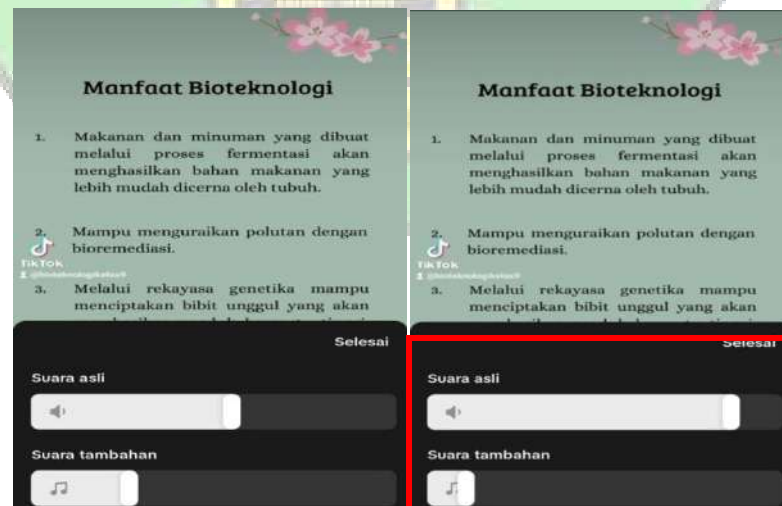 Manfaat Bioteknologi
1. Makanan dan minuman yang dibuat
melalui proses fermentasi akan
menghasilkan bahan makanan yang
lebih mudah dicerna oleh tubuh.
2. Mampu menguraikan polutan dengan
bioremediasi.
TikTok
3. Melalui rekayasa genetika mampu
menciptakan bibit unggul yang akan
Selesai
Suara asli
Suara tambahan
Manfaat Bioteknologi
1. Makanan dan minuman yang dibuat
melalui proses fermentasi akan
menghasilkan bahan makanan yang
lebih mudah dicerna oleh tubuh.
2. Mampu menguraikan polutan dengan
bioremediasi.
TikTok
3. Melalui rekayasa genetika mampu
menciptakan bibit unggul yang akan
Selesai
Suara asli
Suara tambahan